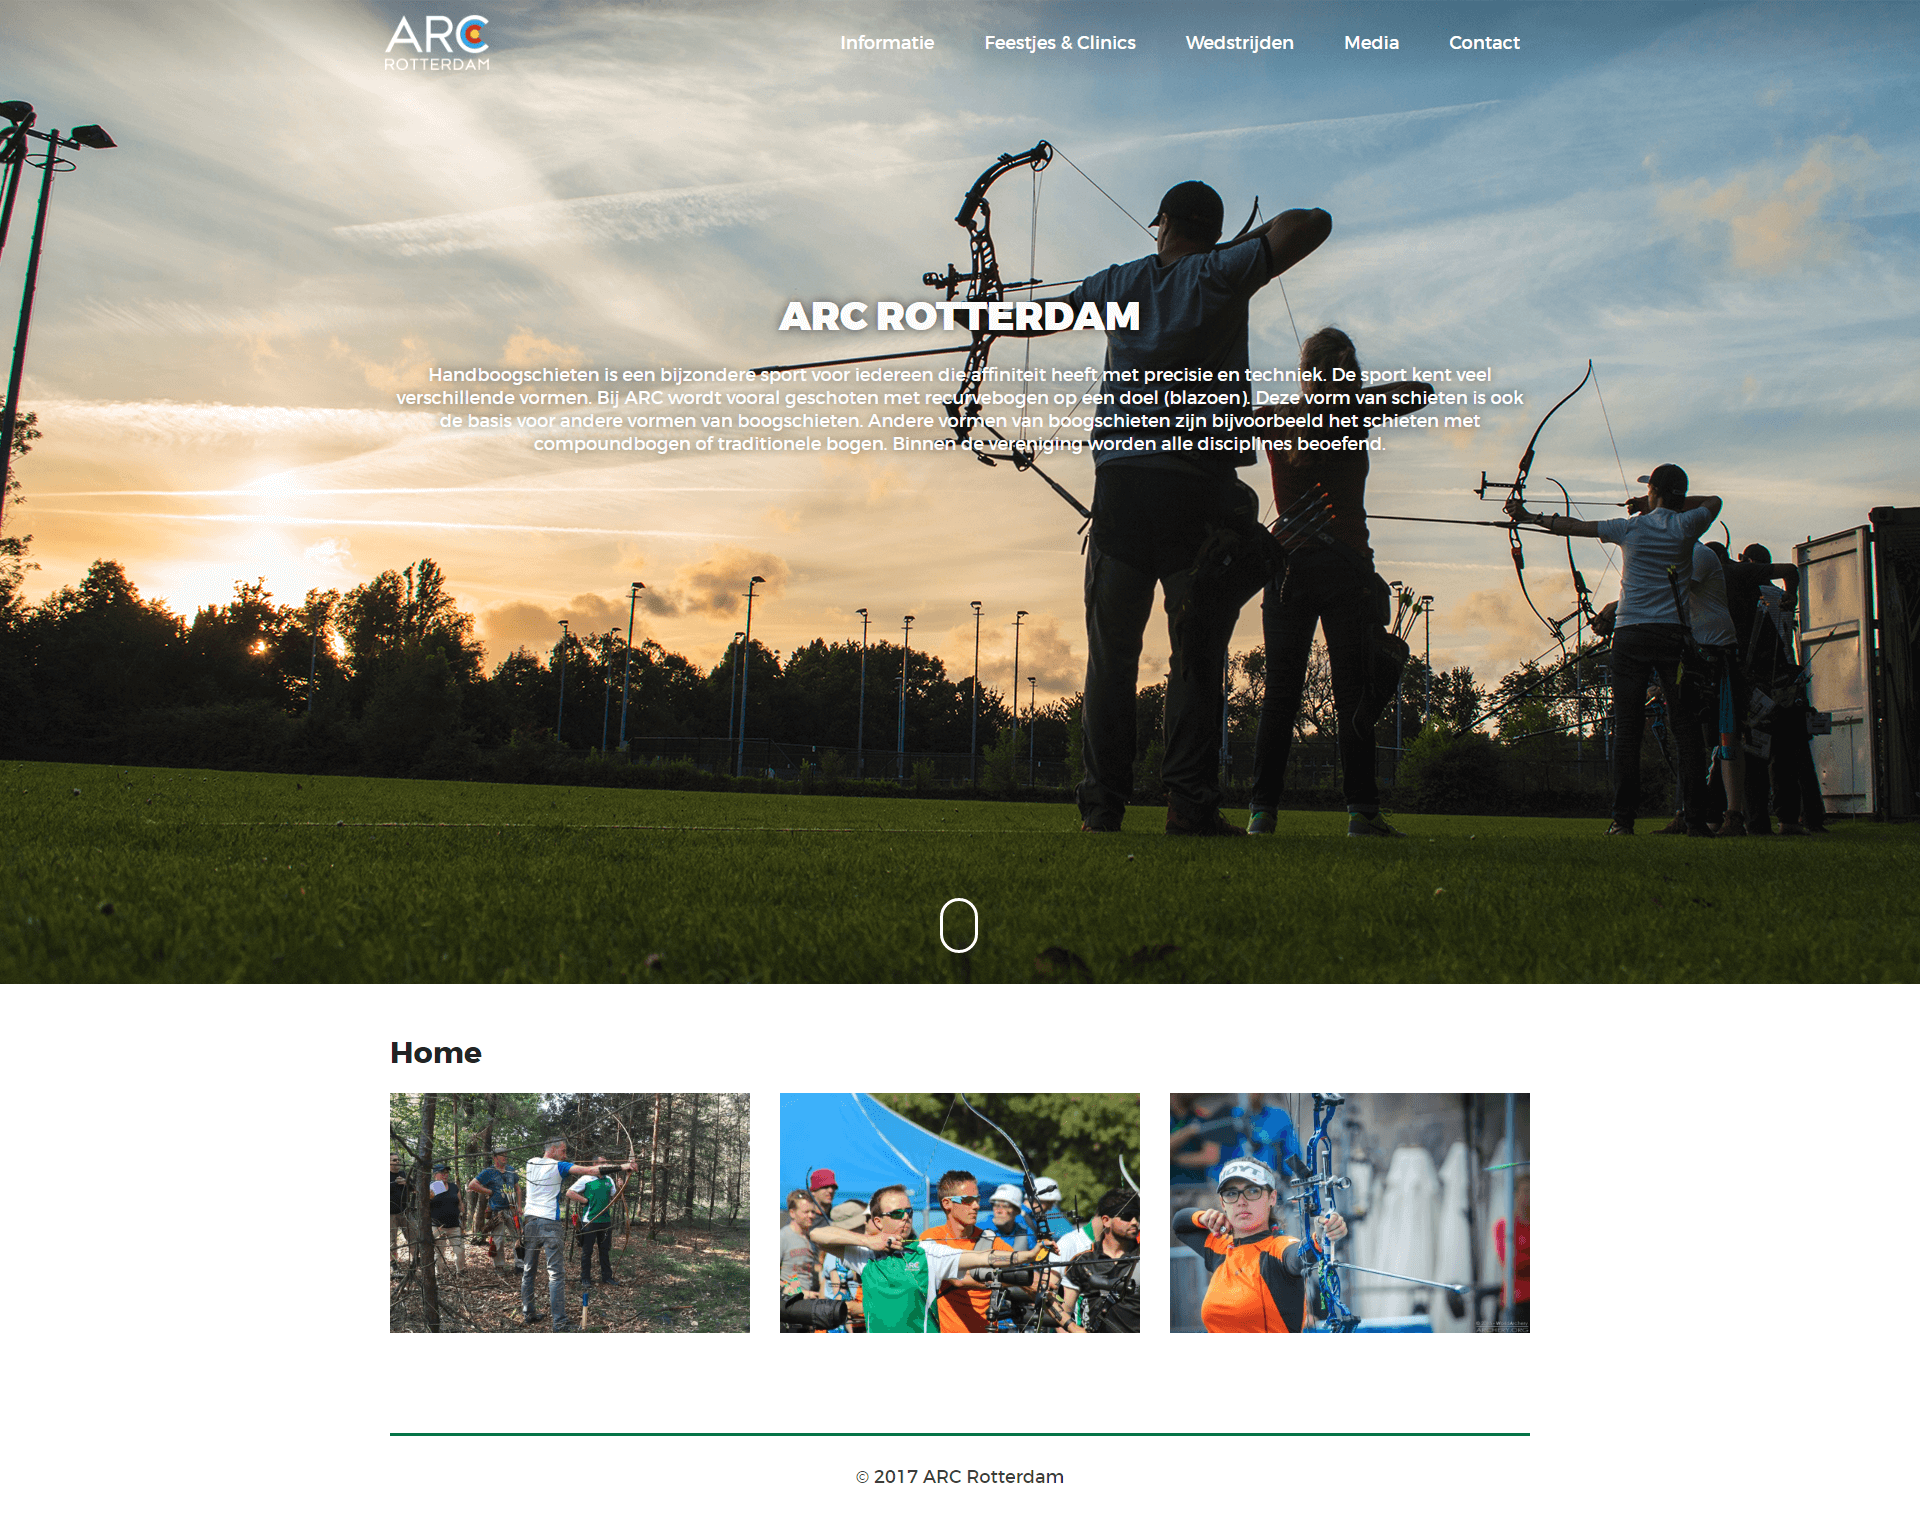 ARC
ROTTERDAM
Informatie
Feestjes & Clinics
Wedstrijden
Media
Contact
ARC ROTTERDAM
Handboogschieten is een bijzondere sport voor iedereen die affiniteit heeft met precisie en techniek. De sport kent veel
verschillende vormen. Bij ARC wordt vooral geschoten met recurvebogen op een doel (blazoen). Deze vorm van schieten is ook
de basis voor andere vormen van boogschieten. Andere vormen van boogschieten zijn bijvoorbeeld het schieten met
compoundbogen of traditionele bogen. Binnen de vereniging worden alle disciplines beoefend.
Home
ARC
HOYT
ARCHERY.ORG
© 2017 ARC Rotterdam